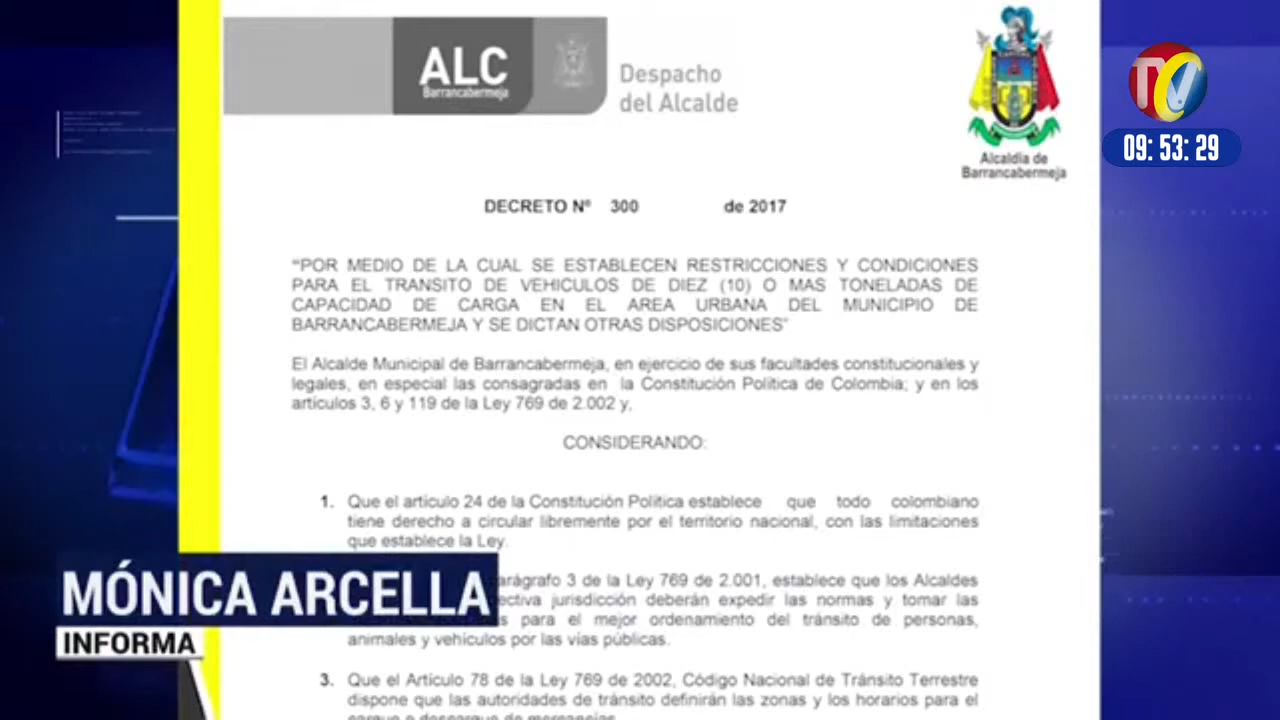 ALC
Barrancabermeja
Despacho
del Alcalde
Alcaldía de
Barrancabermeja
TV
09: 53: 29
DECRETO Nº 300 de 2017
“POR MEDIO DE LA CUAL SE ESTABLECEN RESTRICCIONES Y CONDICIONES
PARA EL TRANSITO DE VEHICULOS DE DIEZ (10) O MAS TONELADAS DE
CAPACIDAD DE CARGA EN EL AREA URBANA DEL MUNICIPIO DE
BARRANCABERMEJA Y SE DICTAN OTRAS DISPOSICIONES”
El Alcalde Municipal de Barrancabermeja, en ejercicio de sus facultades constitucionales y
legales, en especial las consagradas en la Constitución Política de Colombia; y en los
artículos 3, 6 y 119 de la Ley 769 de 2.002 y,
CONSIDERANDO:
1. Que el artículo 24 de la Constitución Política establece que todo colombiano
tiene derecho a circular libremente por el territorio nacional, con las limitaciones
que establece la Ley.
arágrafo 3 de la Ley 769 de 2.001, establece que los Alcaldes
ectiva jurisdicción deberán expedir las normas y tomar las
para el mejor ordenamiento del tránsito de personas,
animales y vehículos por las vías públicas.
3. Que el Artículo 78 de la Ley 769 de 2002, Código Nacional de Tránsito Terrestre
dispone que las autoridades de tránsito definirán las zonas y los horarios para el
MÓNICA ARCELLA
INFORMA